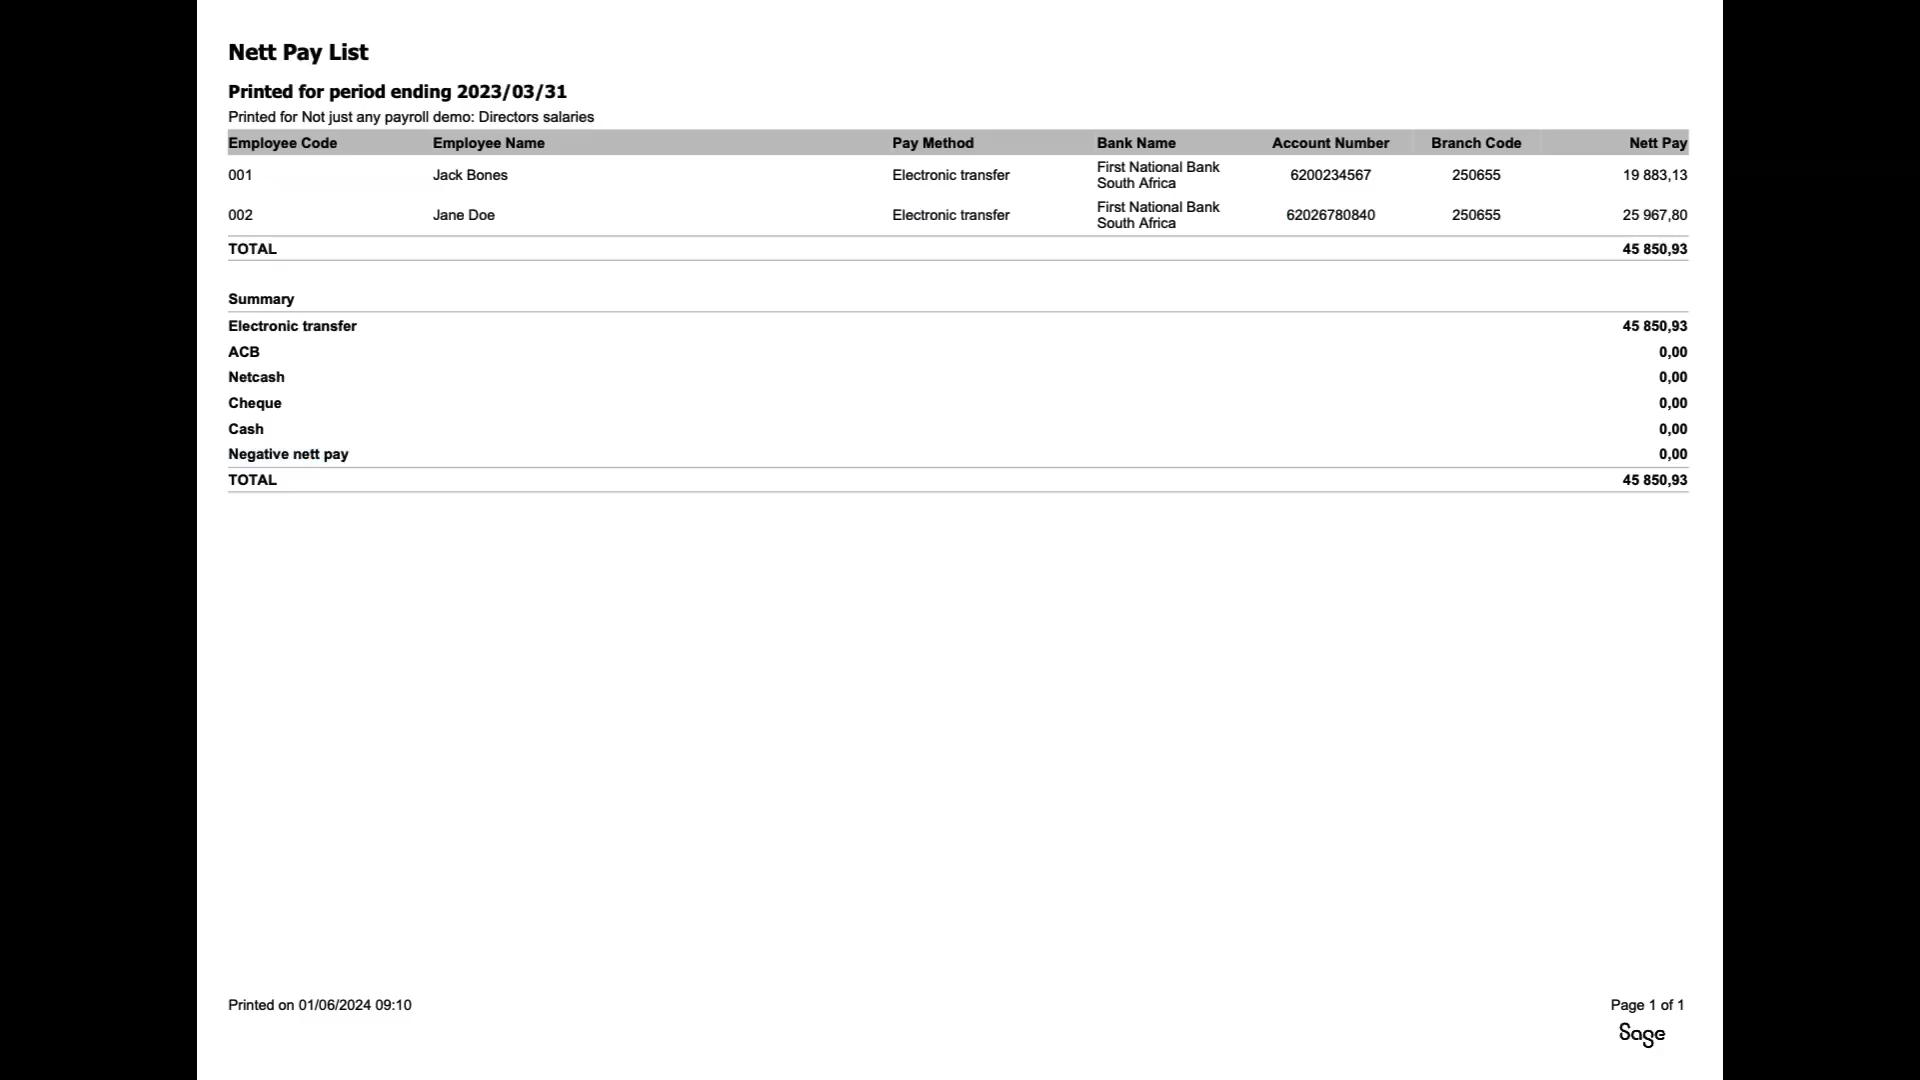 Nett Pay List
Printed for period ending 2023/03/31
Printed for Not just any payroll demo: Directors salaries
Employee Code Employee Name Pay Method Bank Name Account Number Branch Code Nett Pay
001 Jack Bones Electronic transfer First National Bank South Africa 6200234567 250655 19 883,13
002 Jane Doe Electronic transfer First National Bank South Africa 62026780840 250655 25 967,80
TOTAL 45 850,93
Summary
Electronic transfer 45 850,93
ACB 0,00
Netcash 0,00
Cheque 0,00
Cash 0,00
Negative nett pay 0,00
TOTAL 45 850,93
Printed on 01/06/2024 09:10 Page 1 of 1
Sage